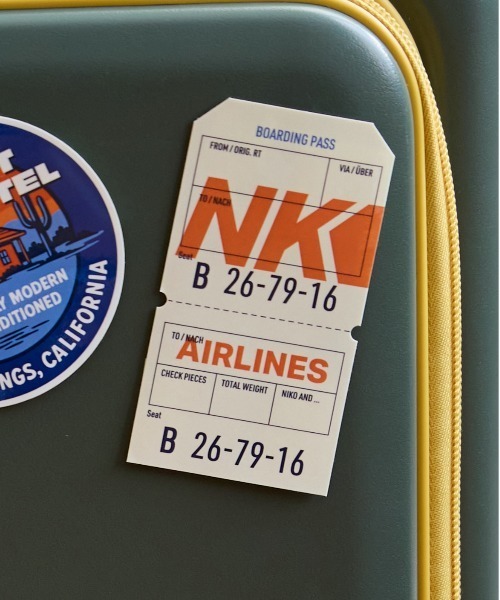 T
TEL
Y MODERN
DITIONED
NGS, CALIFORNIA
BOARDING PASS
FROM / ORIG. RT
VIA / ÜBER
TO / NACH
NK
Seat
B 26-79-16
TO / NACH
AIRLINES
CHECK PIECES
TOTAL WEIGHT
NIKO AND ...
Seat
B 26-79-16